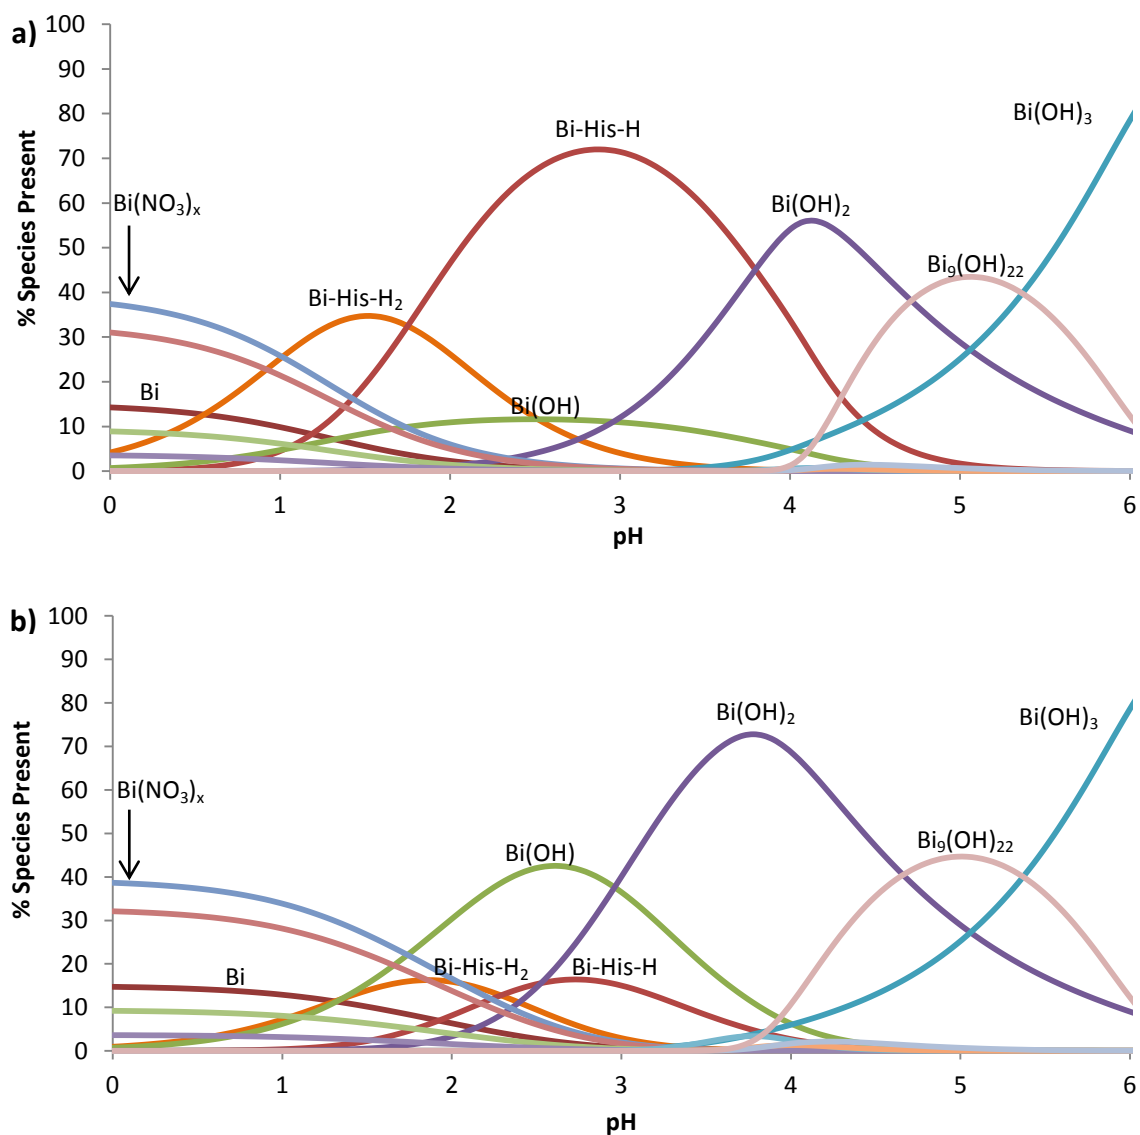 a)
% Species Present
100
90
80
70
60
50
40
30
20
10
0
Bi(NO₃)ₓ
Bi
Bi-His-H₂
Bi-His-H
Bi(OH)
Bi(OH)₂
Bi₉(OH)₂₂
Bi(OH)₃
0 1 2 3 4 5 6
pH
b)
% Species Present
100
90
80
70
60
50
40
30
20
10
0
Bi(NO₃)ₓ
Bi
Bi-His-H₂
Bi(OH)
Bi-His-H
Bi(OH)₂
Bi₉(OH)₂₂
Bi(OH)₃
0 1 2 3 4 5 6
pH